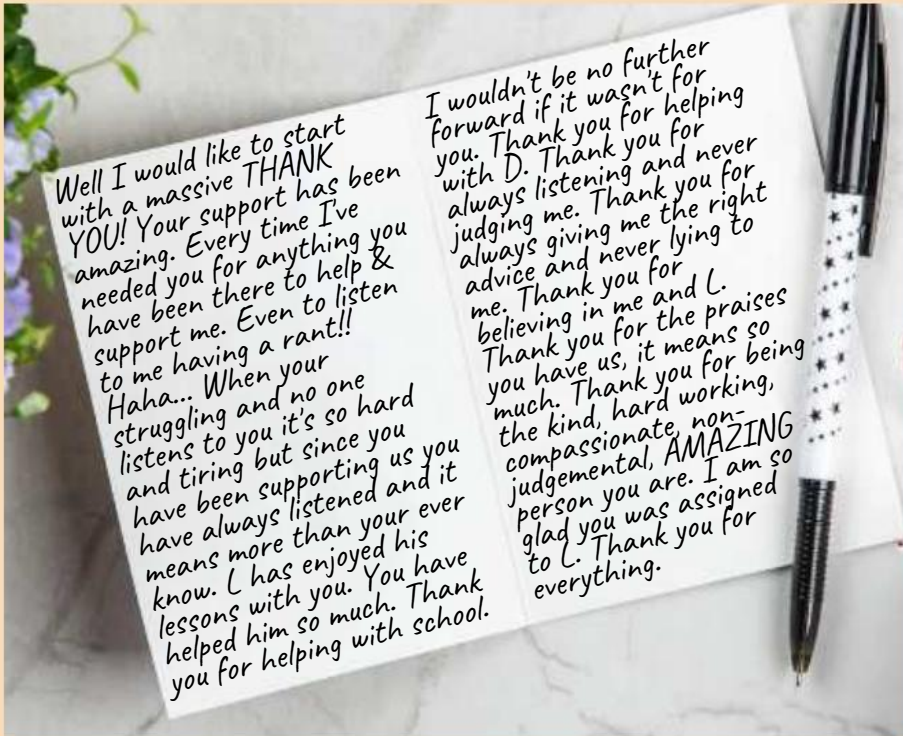 Well I would like to start
with a massive THANK
YOU! Your support has been
amazing. Every time I've
needed you for anything you
have been there to help &
support me. Even to listen
to me having a rant!!
Haha... When your
struggling and no one
listens to you it's so hard
and tiring but since you
have been supporting us you
have always listened and it
means more than your ever
know. L has enjoyed his
lessons with you. You have
helped him so much. Thank
you for helping with school.
I wouldn't be no further
forward if it wasn't for
you. Thank you for helping
with D. Thank you for
always listening and never
judging me. Thank you for
always giving me the right
advice and never lying to
me. Thank you for
believing in me and L.
Thank you for the praises
you have us, it means so
much. Thank you for being
the kind, hard working,
compassionate, non-
judgemental, AMAZING
person you are. I am so
glad you was assigned
to L. Thank you for
everything.